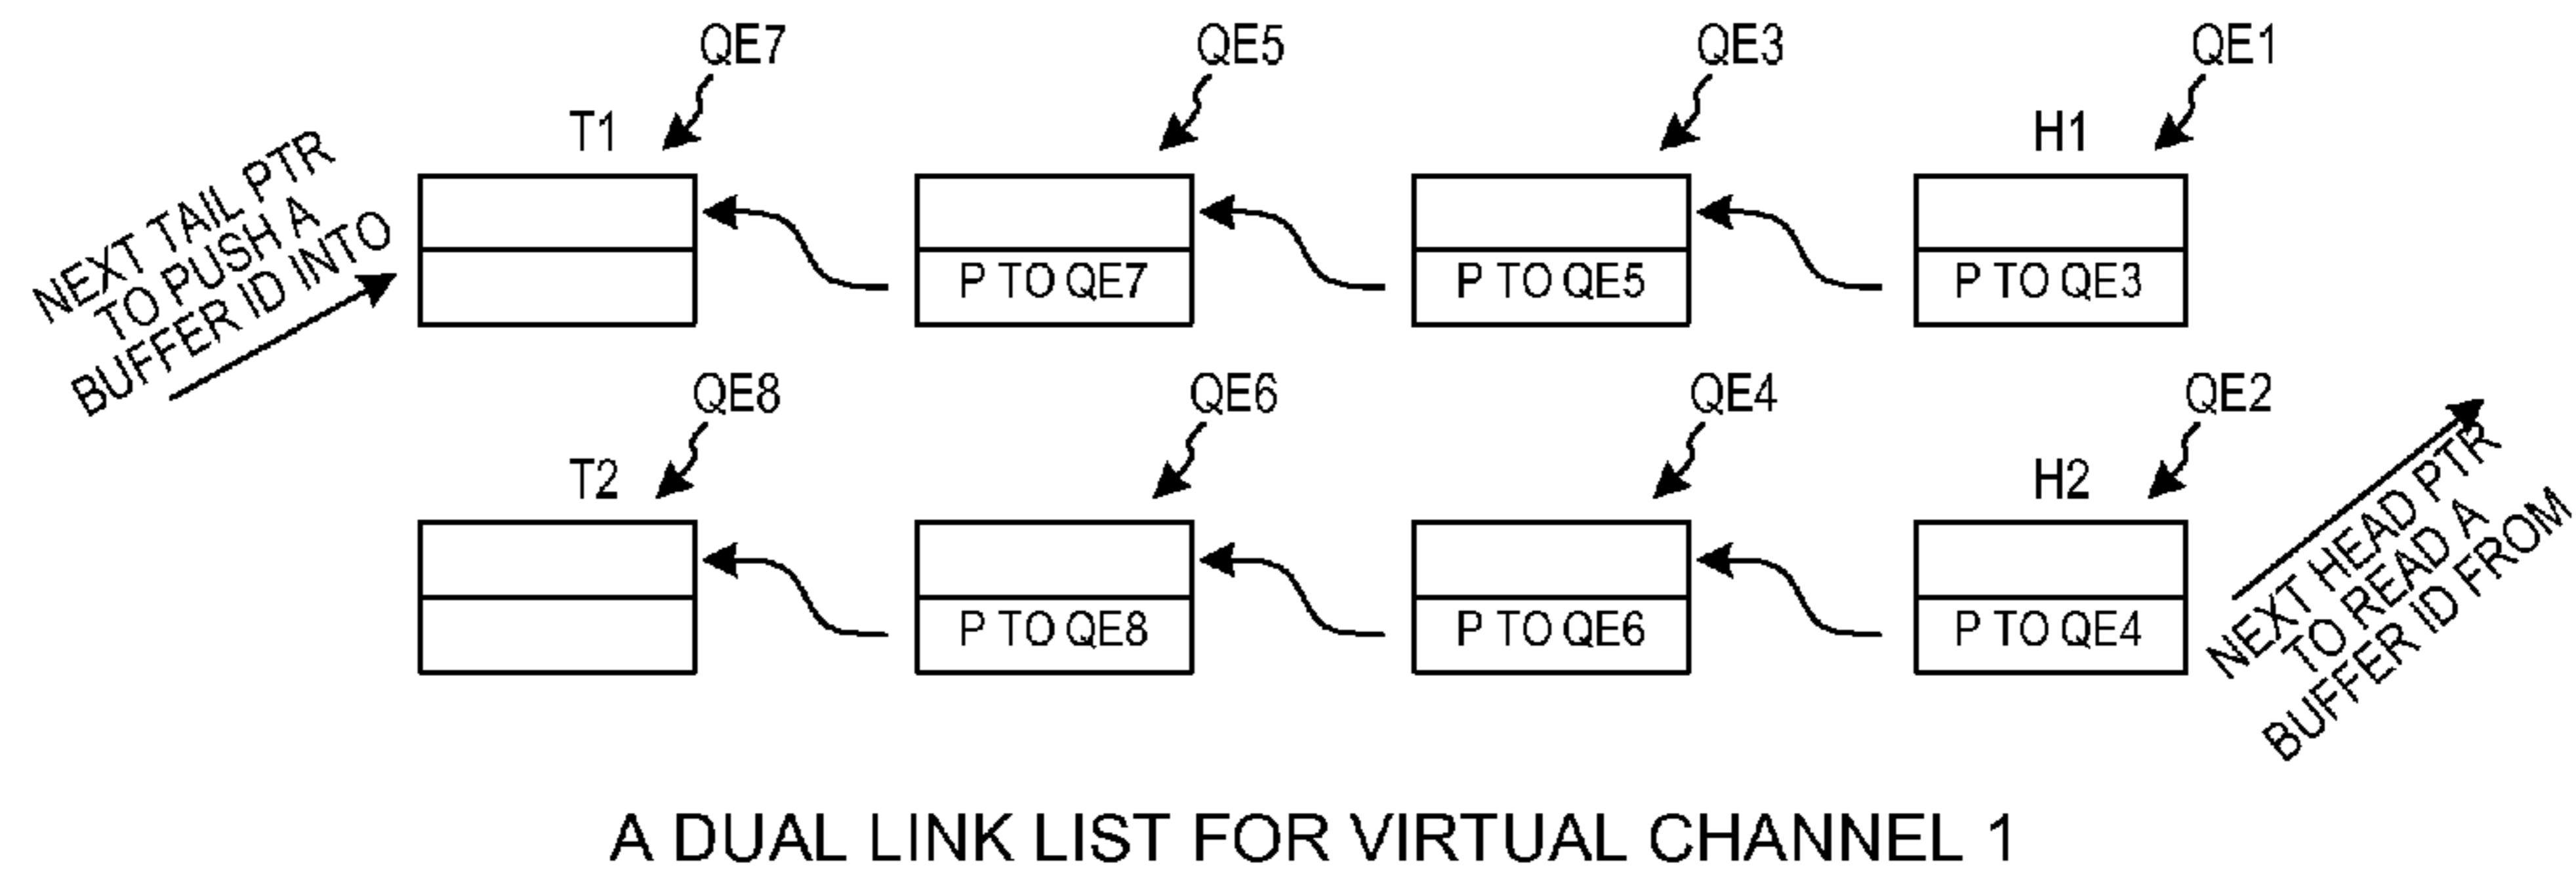 QE7 QE5 QE3 QE1
T1 H1
NEXT TAIL PTR
TO PUSH A
BUFFER ID INTO
P TO QE7 P TO QE5 P TO QE3
QE8 QE6 QE4 QE2
T2 H2
P TO QE8 P TO QE6 P TO QE4
NEXT HEAD PTR
TO READ A
BUFFER ID FROM
A DUAL LINK LIST FOR VIRTUAL CHANNEL 1